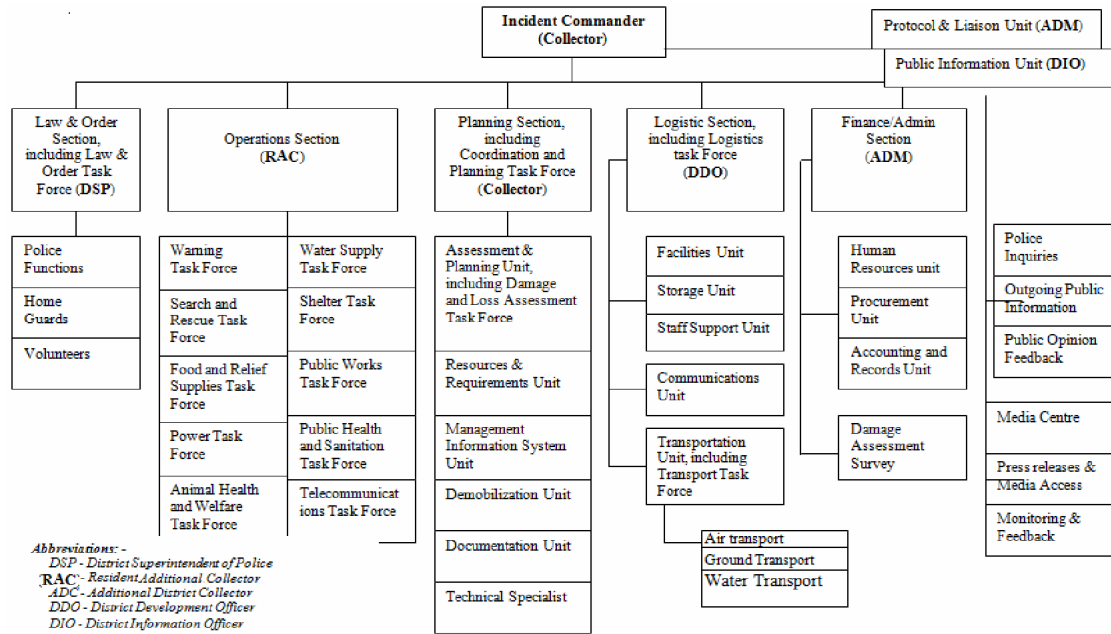 Incident Commander
(Collector)
Protocol & Liaison Unit (ADM)
Public Information Unit (DIO)
Law & Order
Section,
including Law &
Order Task
Force (DSP)
Operations Section
(RAC)
Planning Section,
including
Coordination and
Planning Task Force
(Collector)
Logistic Section,
including Logistics
task Force
(DDO)
Finance/Admin
Section
(ADM)
Police
Functions
Home
Guards
Volunteers
Warning
Task Force
Search and
Rescue Task
Force
Food and Relief
Supplies Task
Force
Power Task
Force
Animal Health
and Welfare
Task Force
Water Supply
Task Force
Shelter Task
Force
Public Works
Task Force
Public Health
and Sanitation
Task Force
Telecommunicat
ions Task Force
Assessment &
Planning Unit,
including Damage
and Loss Assessment
Task Force
Resources &
Requirements Unit
Management
Information System
Unit
Demobilization Unit
Documentation Unit
Technical Specialist
Facilities Unit
Storage Unit
Staff Support Unit
Communications
Unit
Transportation
Unit, including
Transport Task
Force
Air transport
Ground Transport
Water Transport
Human
Resources unit
Procurement
Unit
Accounting and
Records Unit
Damage
Assessment
Survey
Police
Inquiries
Outgoing Public
Information
Public Opinion
Feedback
Media Centre
Press releases &
Media Access
Monitoring &
Feedback
Abbreviations: -
DSP - District Superintendent of Police
(RAC) - Resident Additional Collector
ADC - Additional District Collector
DDO - District Development Officer
DIO - District Information Officer